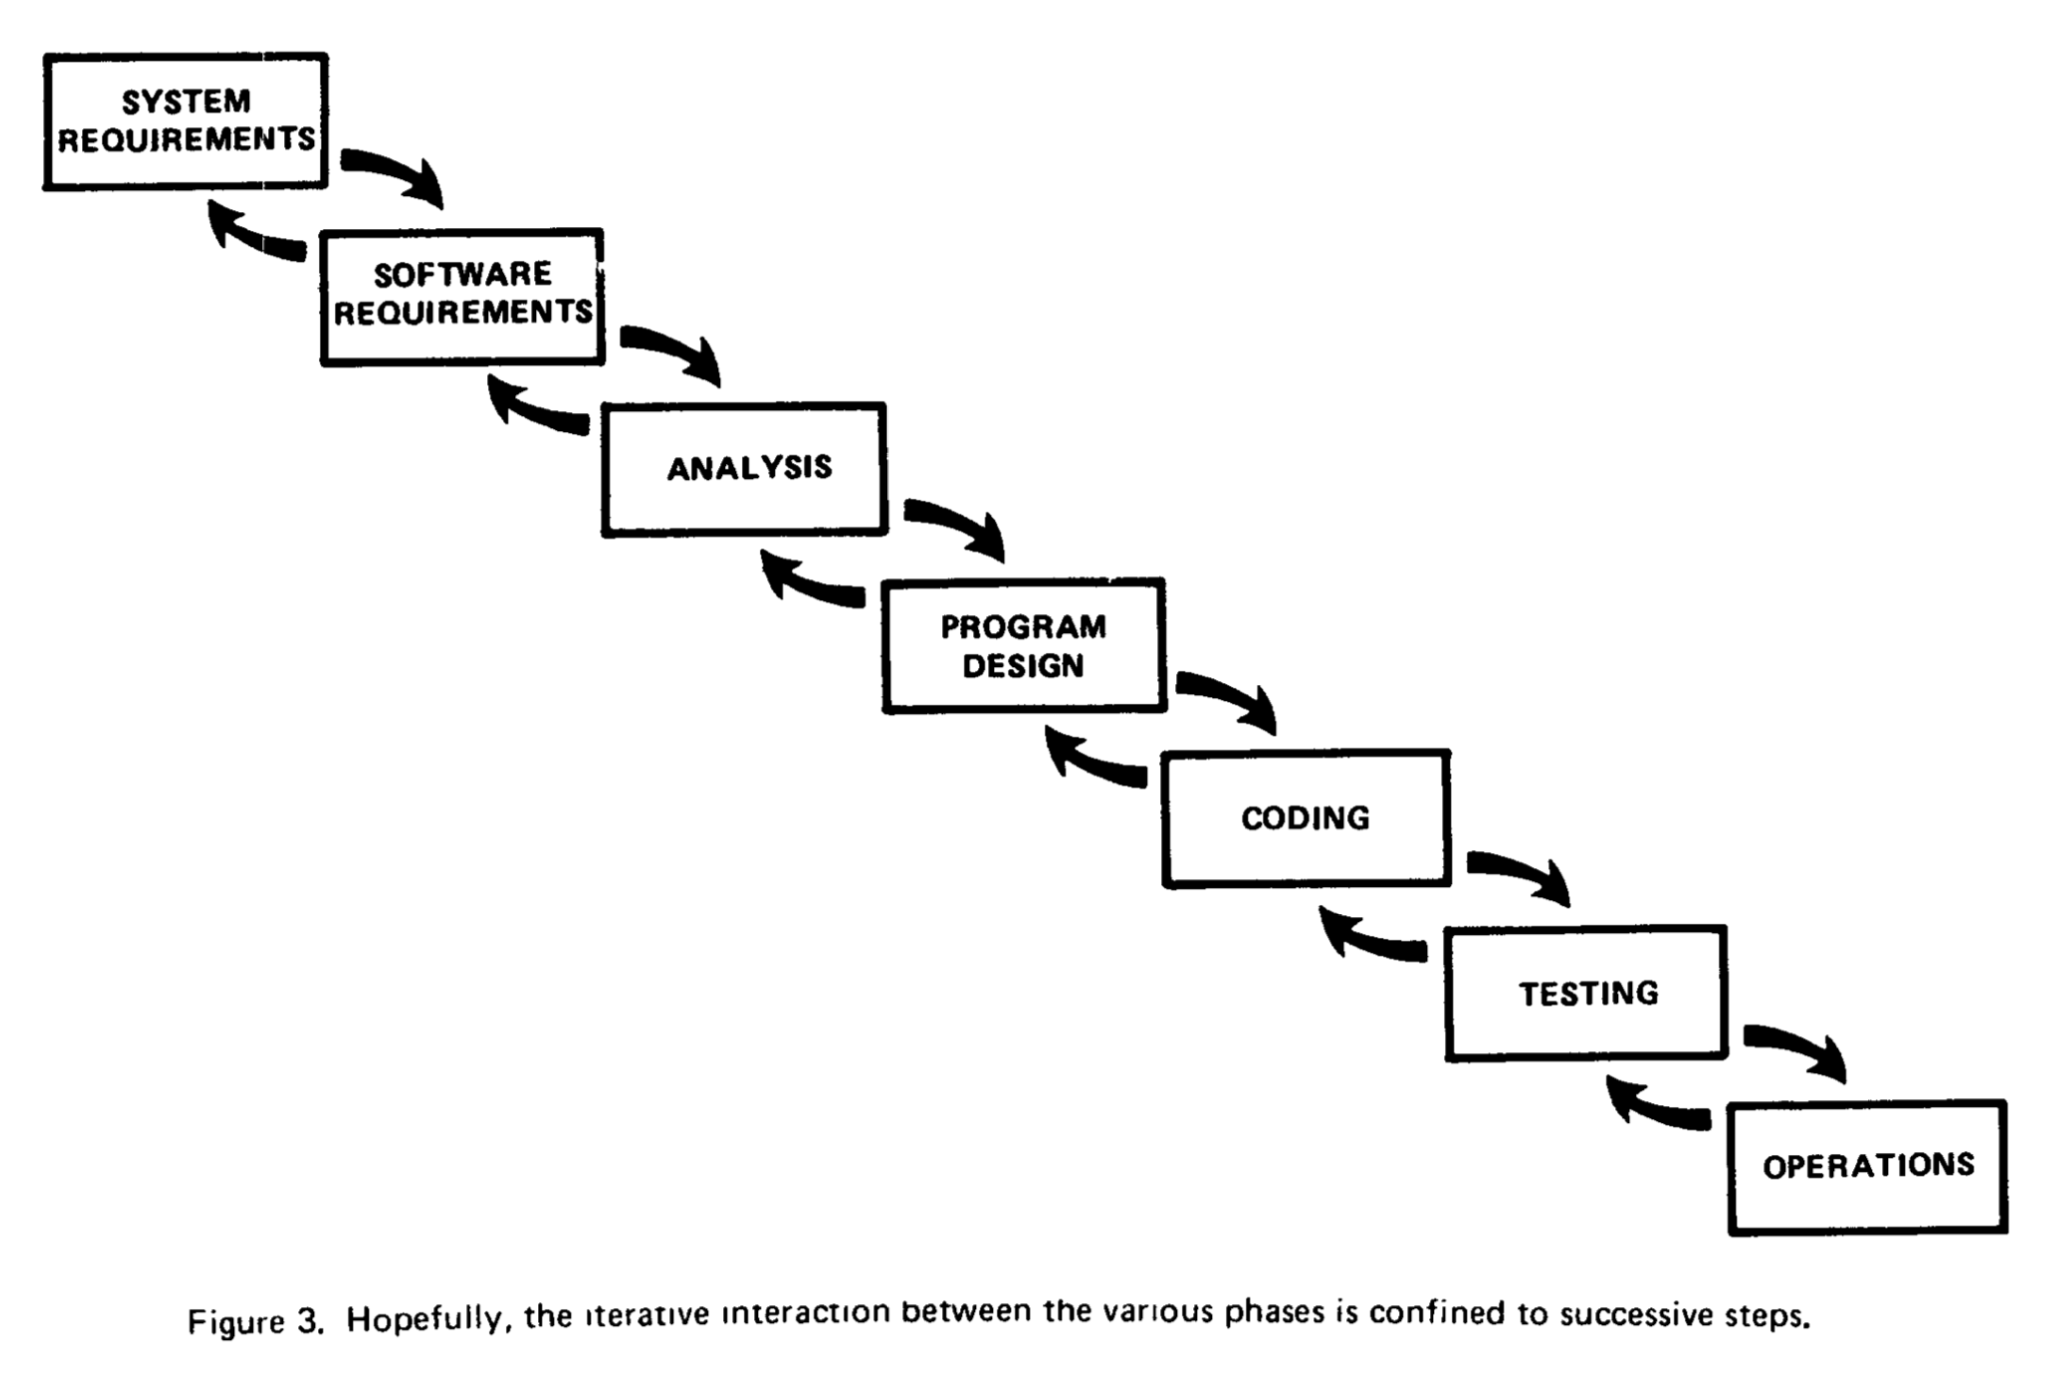 SYSTEM
REQUIREMENTS
SOFTWARE
REQUIREMENTS
ANALYSIS
PROGRAM
DESIGN
CODING
TESTING
OPERATIONS
Figure 3. Hopefully, the iterative interaction between the various phases is confined to successive steps.